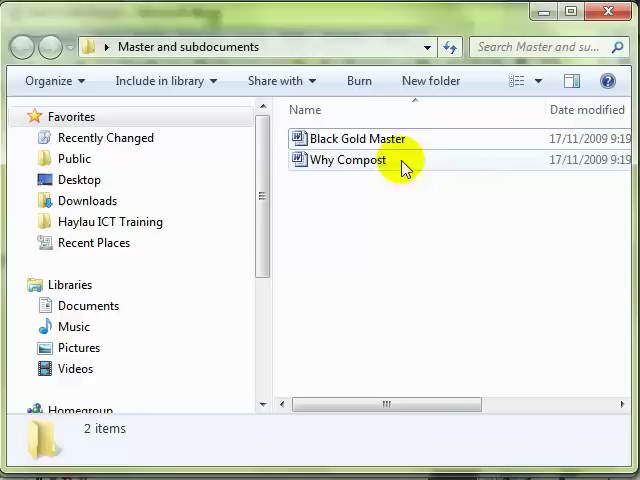 Master and subdocuments
Search Master and su...
Organize
Include in library
Share with
Burn
New folder
Favorites
Recently Changed
Public
Desktop
Downloads
Haylau ICT Training
Recent Places
Libraries
Documents
Music
Pictures
Videos
Homegroup
Name
Date modified
Black Gold Master
17/11/2009 9:19
Why Compost
17/11/2009 9:19
2 items